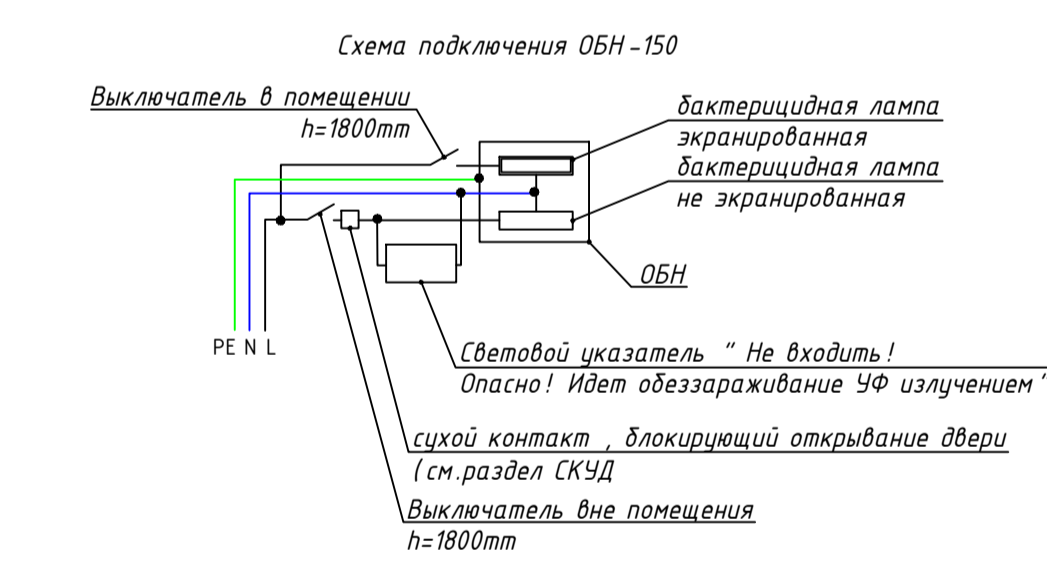 Схема подключения ОБН-150
Выключатель в помещении
h=1800mm
бактерицидная лампа
экранированная
бактерицидная лампа
не экранированная
ОБН
PE N L
Световой указатель " Не входить!
Опасно! Идет обеззараживание УФ излучением"
сухой контакт , блокирующий открывание двери
(см.раздел СКУД
Выключатель вне помещения
h=1800mm